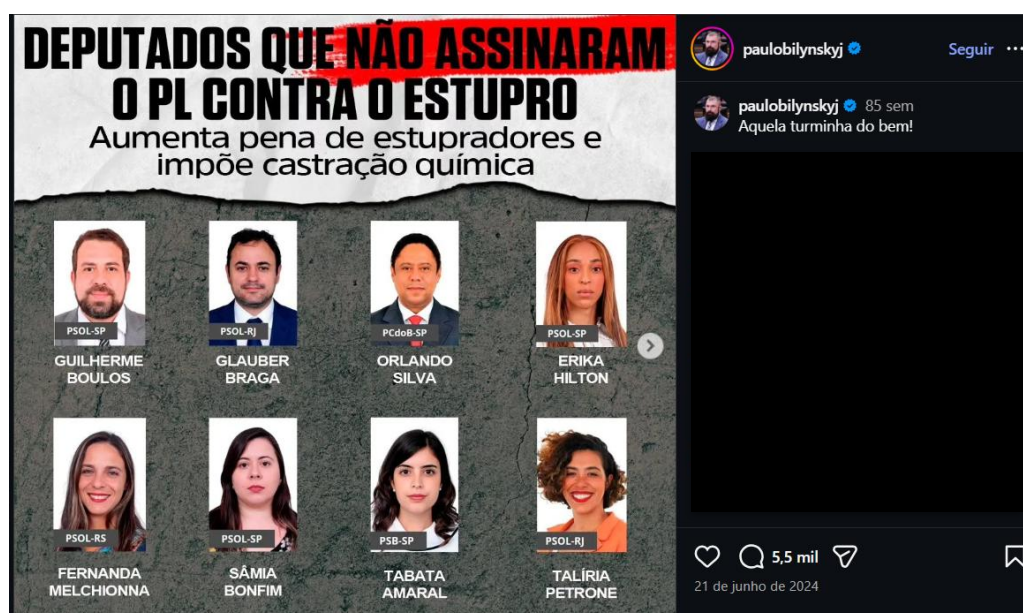 DEPUTADOS QUE NÃO ASSINARAM
O PL CONTRA O ESTUPRO
Aumenta pena de estupradores e
impõe castração química
PSOL-SP
PSOL-RJ
PCdoB-SP
PSOL-SP
GUILHERME
BOULOS
GLAUBER
BRAGA
ORLANDO
SILVA
ERIKA
HILTON
PSOL-RS
PSOL-SP
PSB-SP
PSOL-RJ
FERNANDA
MELCHIONNA
SÂMIA
BONFIM
TABATA
AMARAL
TALÍRIA
PETRONE
paulobilynskyj
Seguir
paulobilynskyj 85 sem
Aquela turminha do bem!
5,5 mil
21 de junho de 2024